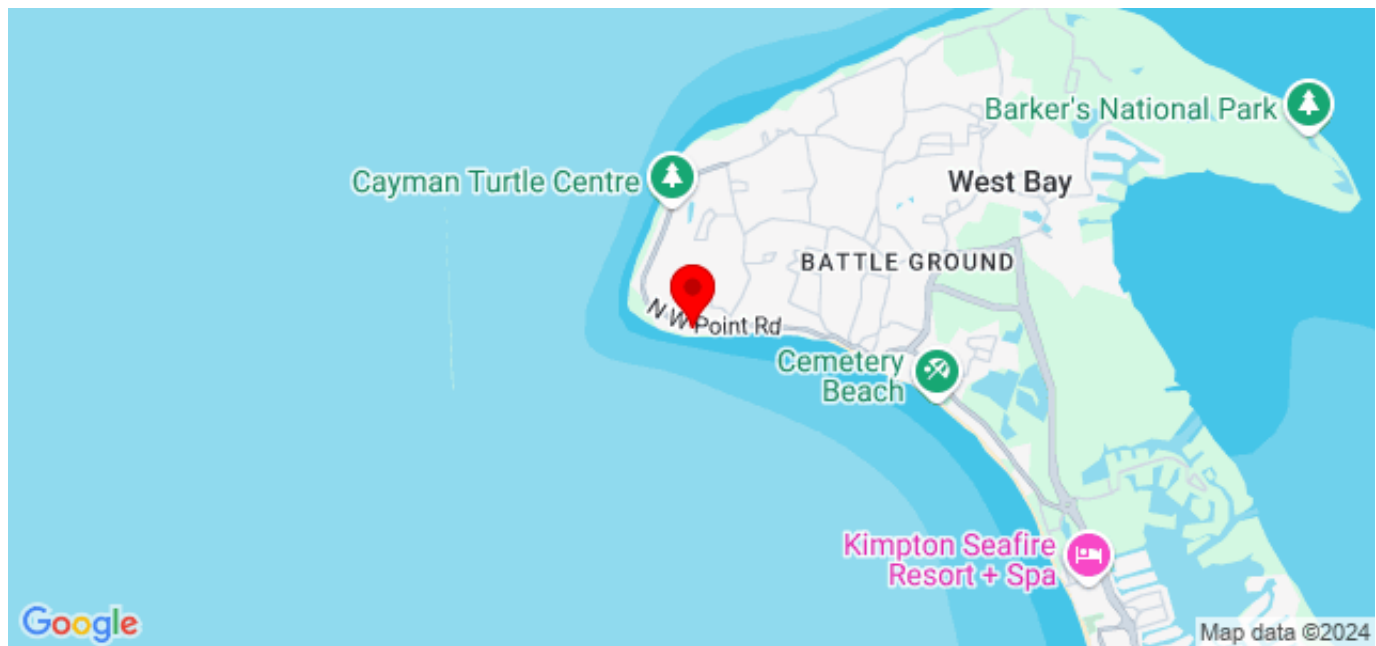 Barker's National Park
Cayman Turtle Centre
West Bay
BATTLE GROUND
N W Point Rd
Cemetery
Beach
Kimpton Seafire
Resort + Spa
Google
Map data ©2024